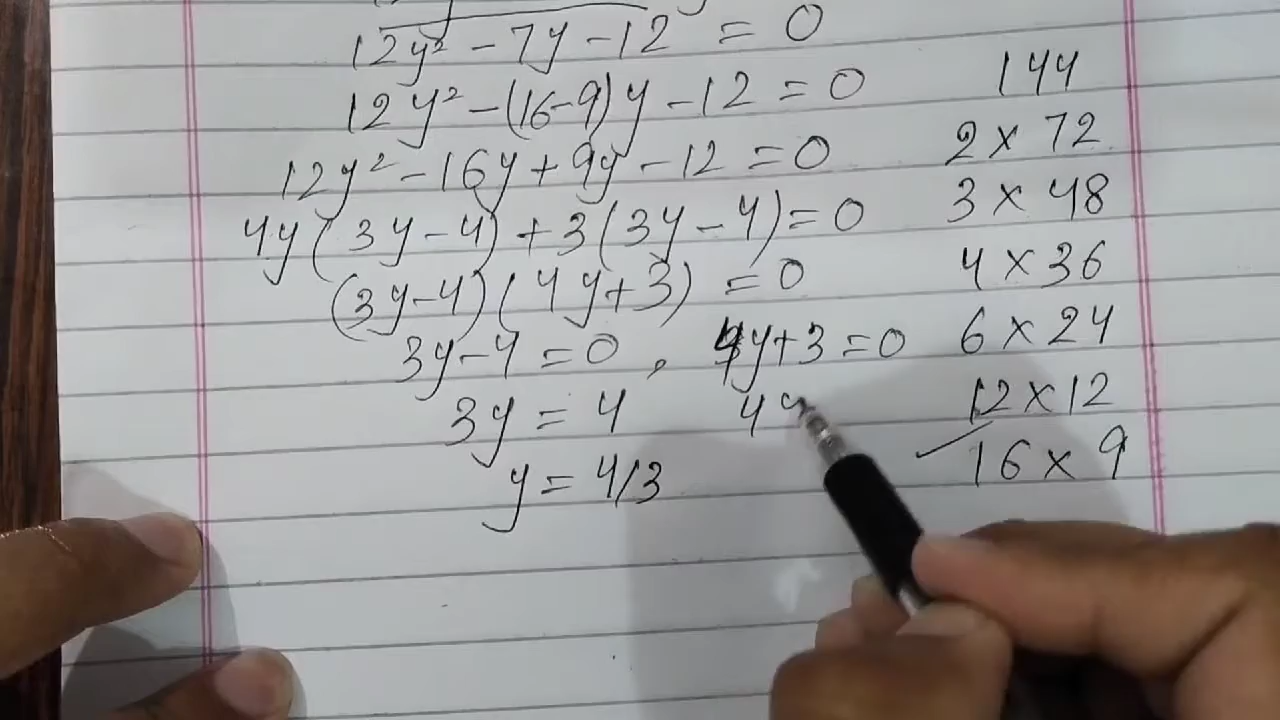 12y² - 7y - 12 = 0
12y² - (16-9)y - 12 = 0
12y² - 16y + 9y - 12 = 0
4y(3y - 4) + 3(3y - 4) = 0
(3y-4)(4y+3) = 0
3y-4 = 0 , 4y+3 = 0
3y = 4 4y
y = 4/3
144
2 × 72
3 × 48
4 × 36
6 × 24
12 × 12
16 × 9